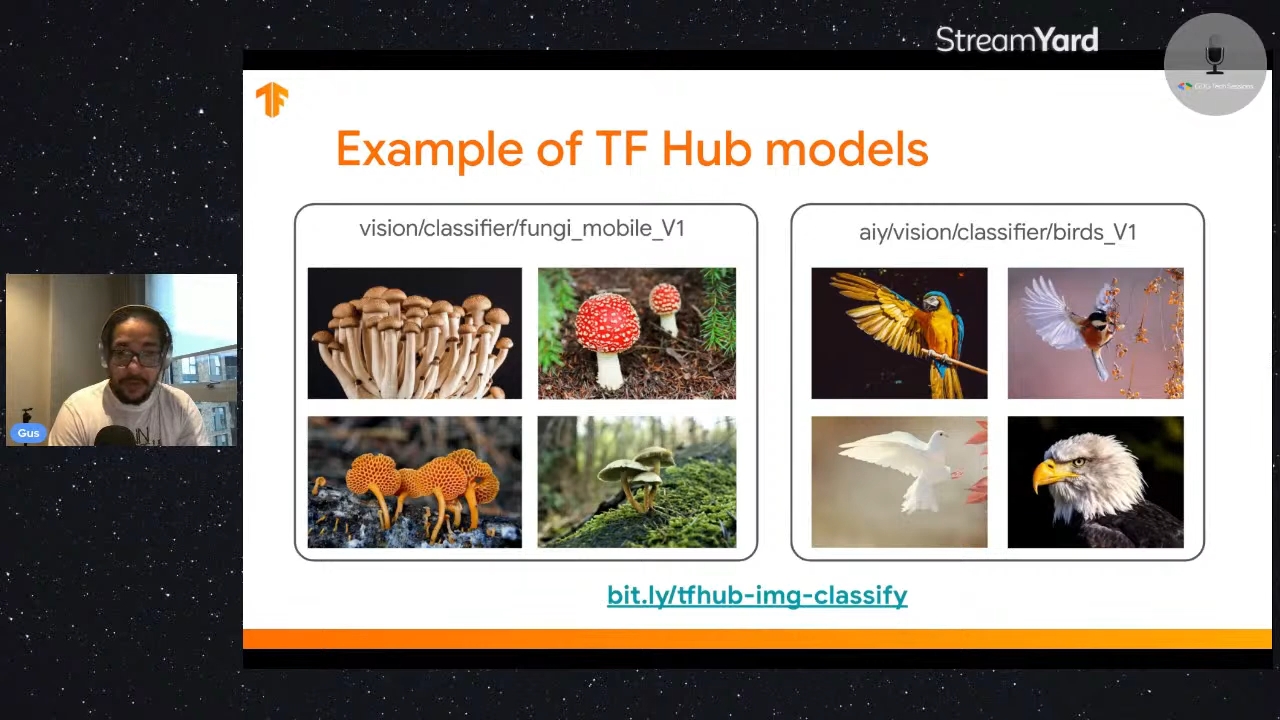 StreamYard
Example of TF Hub models
vision/classifier/fungi_mobile_V1
aiy/vision/classifier/birds_V1
Gus
bit.ly/tfhub-img-classify